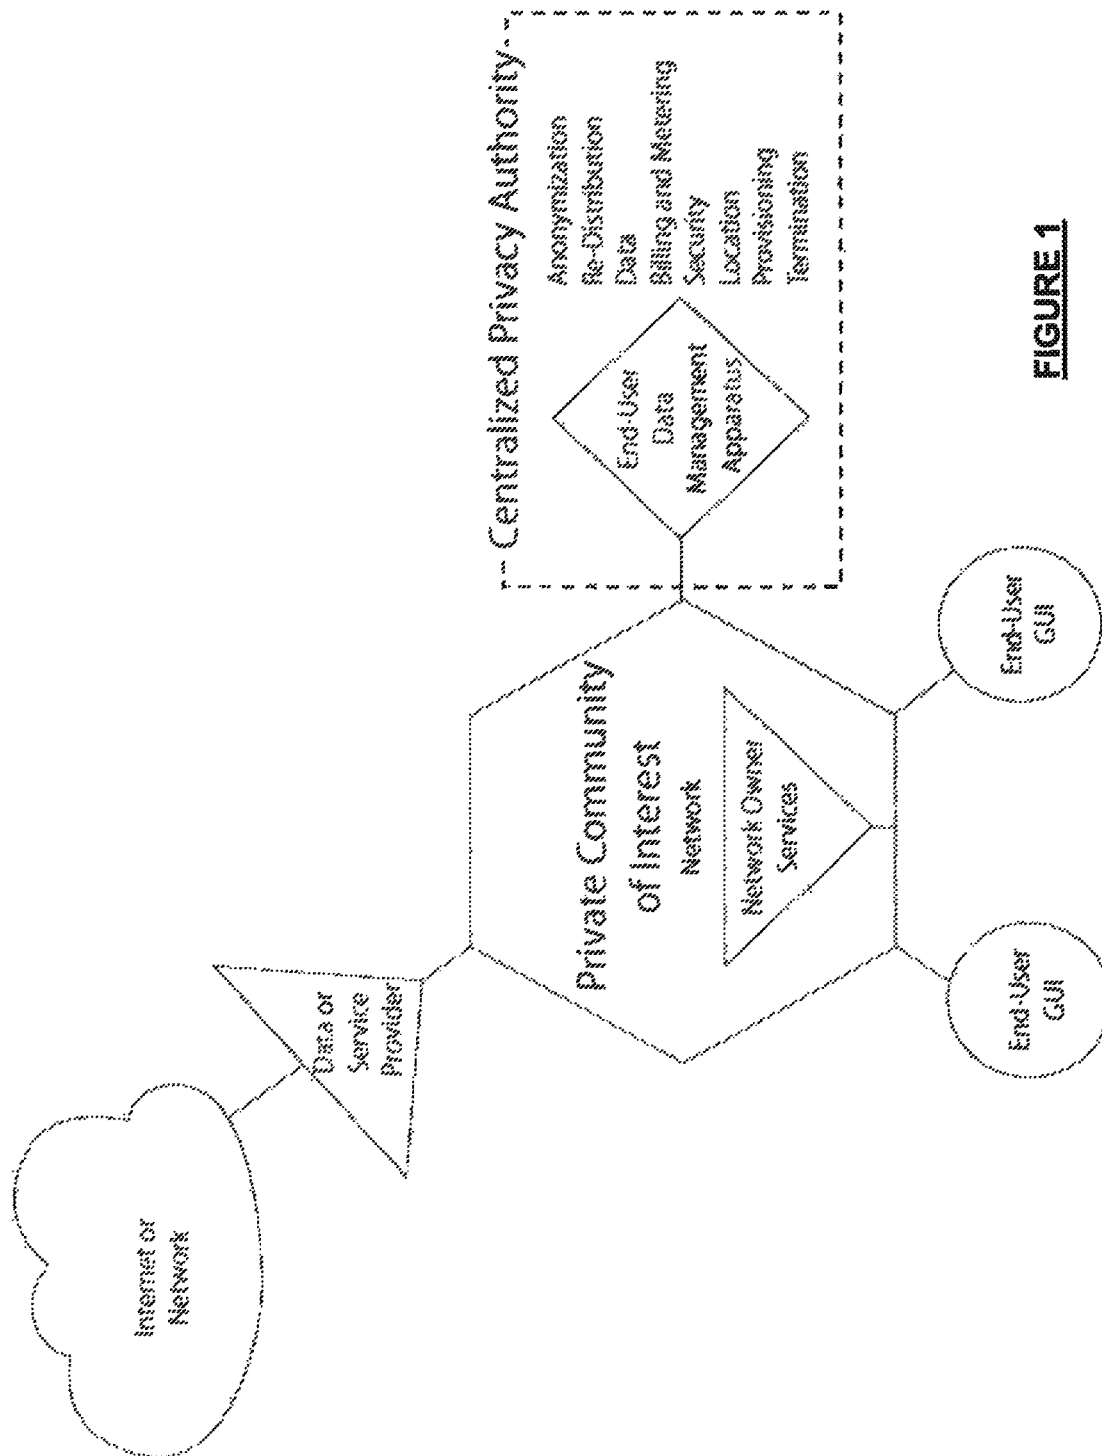 Internet or
Network
Data or
Service
Provider
Private Community
of Interest
Network
Network Owner
Services
End-User
GUI
End-User
GUI
Centralized Privacy Authority
End-User
Data
Management
Apparatus
Anonymization
Re-Distribution
Data
Billing and Metering
Security
Location
Provisioning
Termination
FIGURE 1